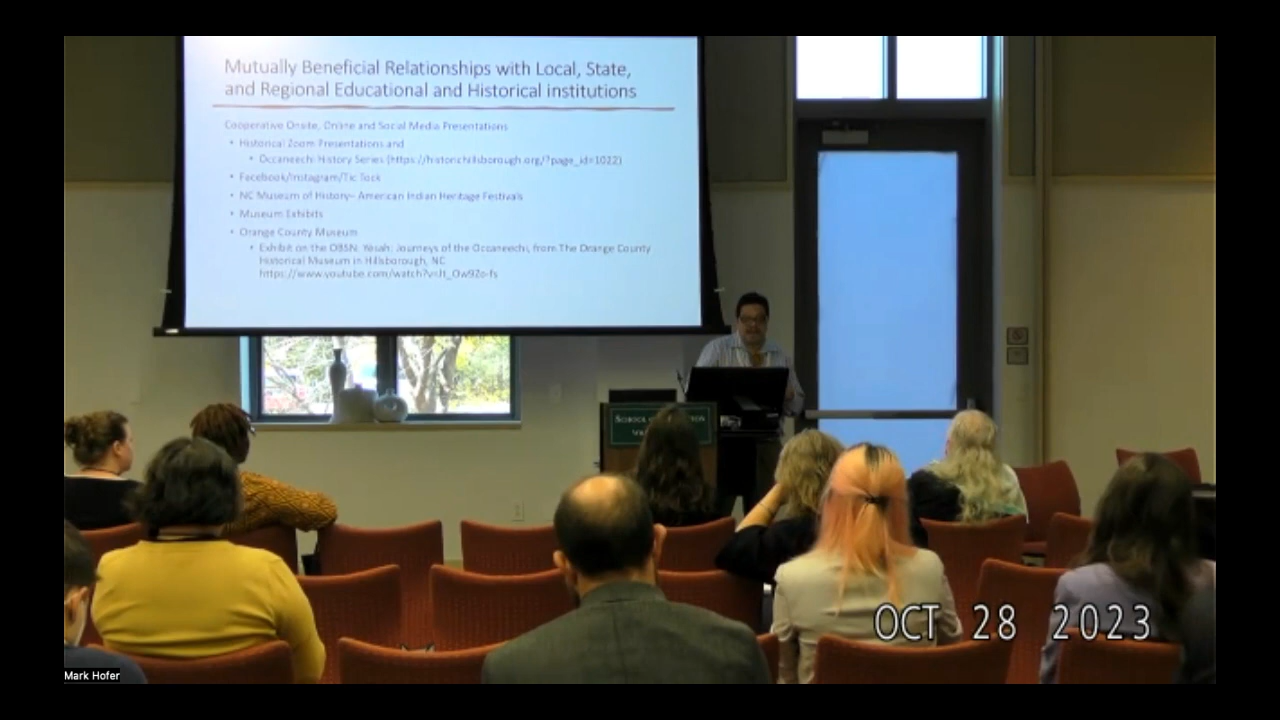 Mutually Beneficial Relationships with Local, State,
and Regional Educational and Historical institutions
Cooperative Onsite, Online and Social Media Presentations
• Historical Zoom Presentations and
• Occaneechi History Series (https://historichillsborough.org/?page_id=1022)
• Facebook/Instagram/Tic Tock
• NC Museum of History– American Indian Heritage Festivals
• Museum Exhibits
• Orange County Museum
• Exhibit on the OBSN: Yésah: Journeys of the Occaneechi, from The Orange County
Historical Museum in Hillsborough, NC
SCHOOL
OCT 28 2023
Mark Hofer